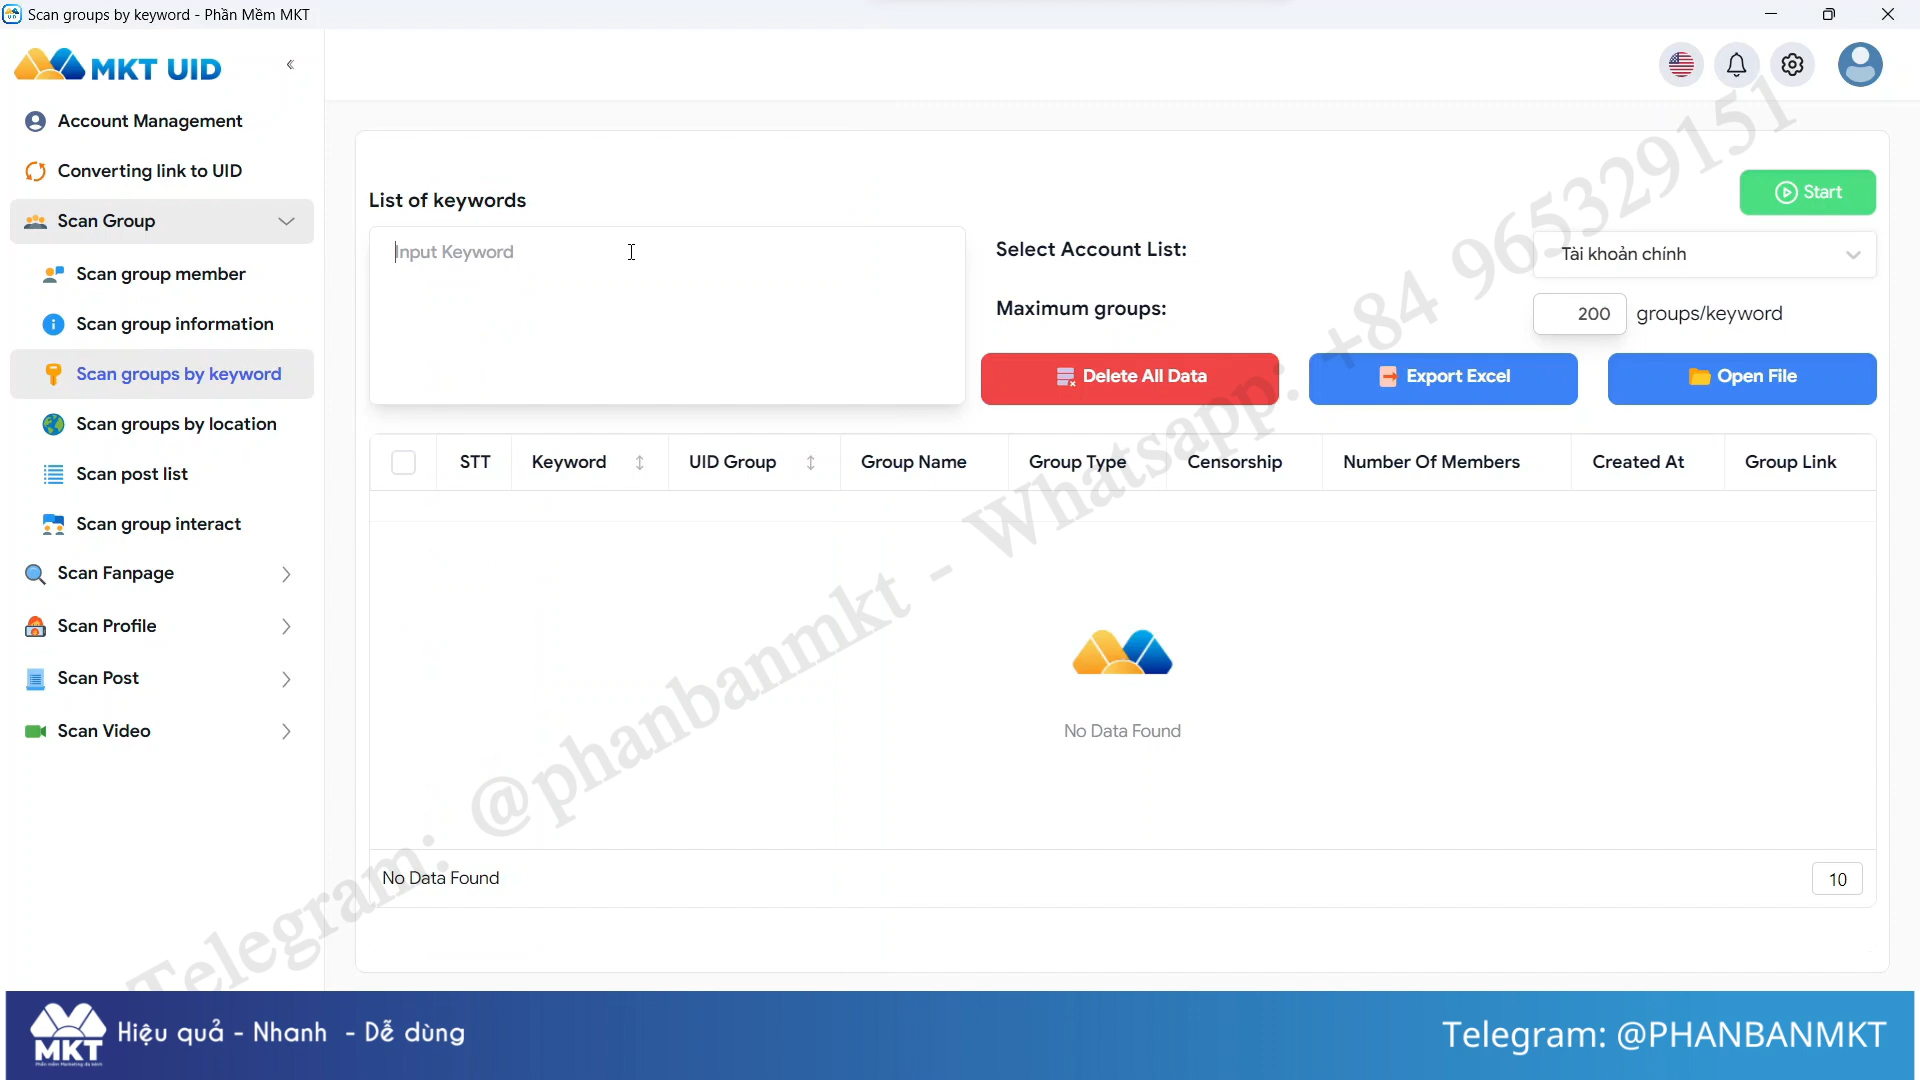 Scan groups by keyword - Phần Mềm MKT
MKT UID
Account Management
Converting link to UID
Scan Group
Scan group member
Scan group information
Scan groups by keyword
Scan groups by location
Scan post list
Scan group interact
Scan Fanpage
Scan Profile
Scan Post
Scan Video
List of keywords
Input Keyword
Start
Select Account List:
Tài khoản chính
Maximum groups:
200
groups/keyword
Delete All Data
Export Excel
Open File
STT
Keyword
UID Group
Group Name
Group Type
Censorship
Number Of Members
Created At
Group Link
No Data Found
No Data Found
10
Telegram: @phanbanmkt - Whatsapp: +84 965329151
MKT
Hiệu quả - Nhanh - Dễ dùng
Telegram: @PHANBANMKT